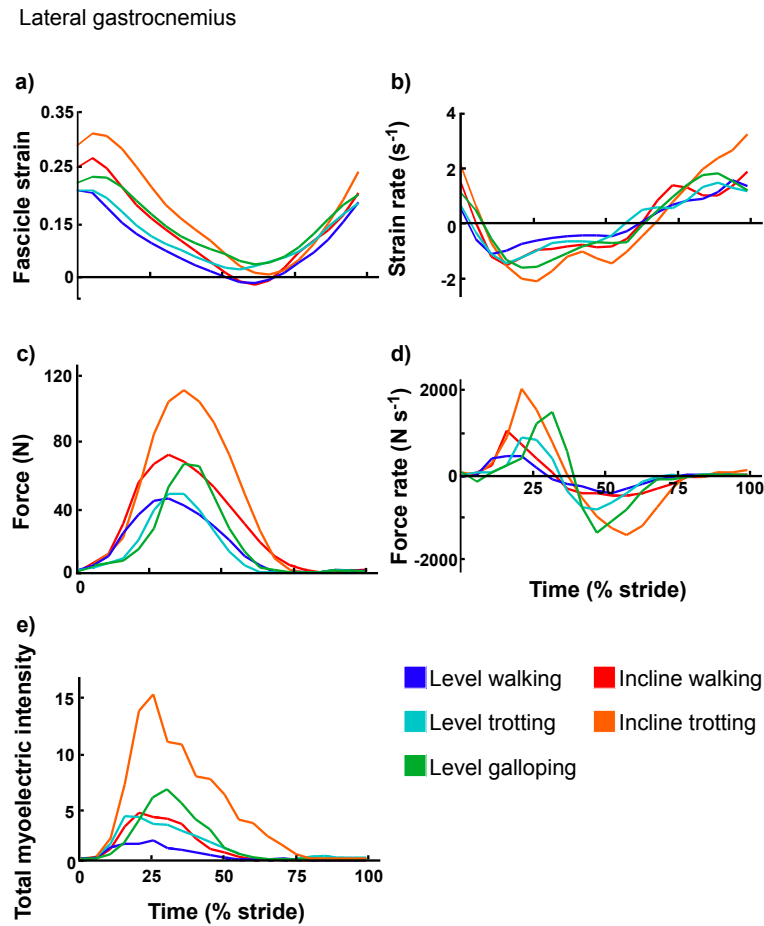 Lateral gastrocnemius
a)
0.35
0.25
0.15
0
Fascicle strain
b)
4
2
0
-2
Strain rate (s-1)
c)
120
80
40
0
0
Force (N)
d)
2000
0
-2000
25
50
75
100
Force rate (N s-1)
Time (% stride)
e)
15
10
5
0
0
25
50
75
100
Total myoelectric intensity
Time (% stride)
Level walking
Incline walking
Level trotting
Incline trotting
Level galloping